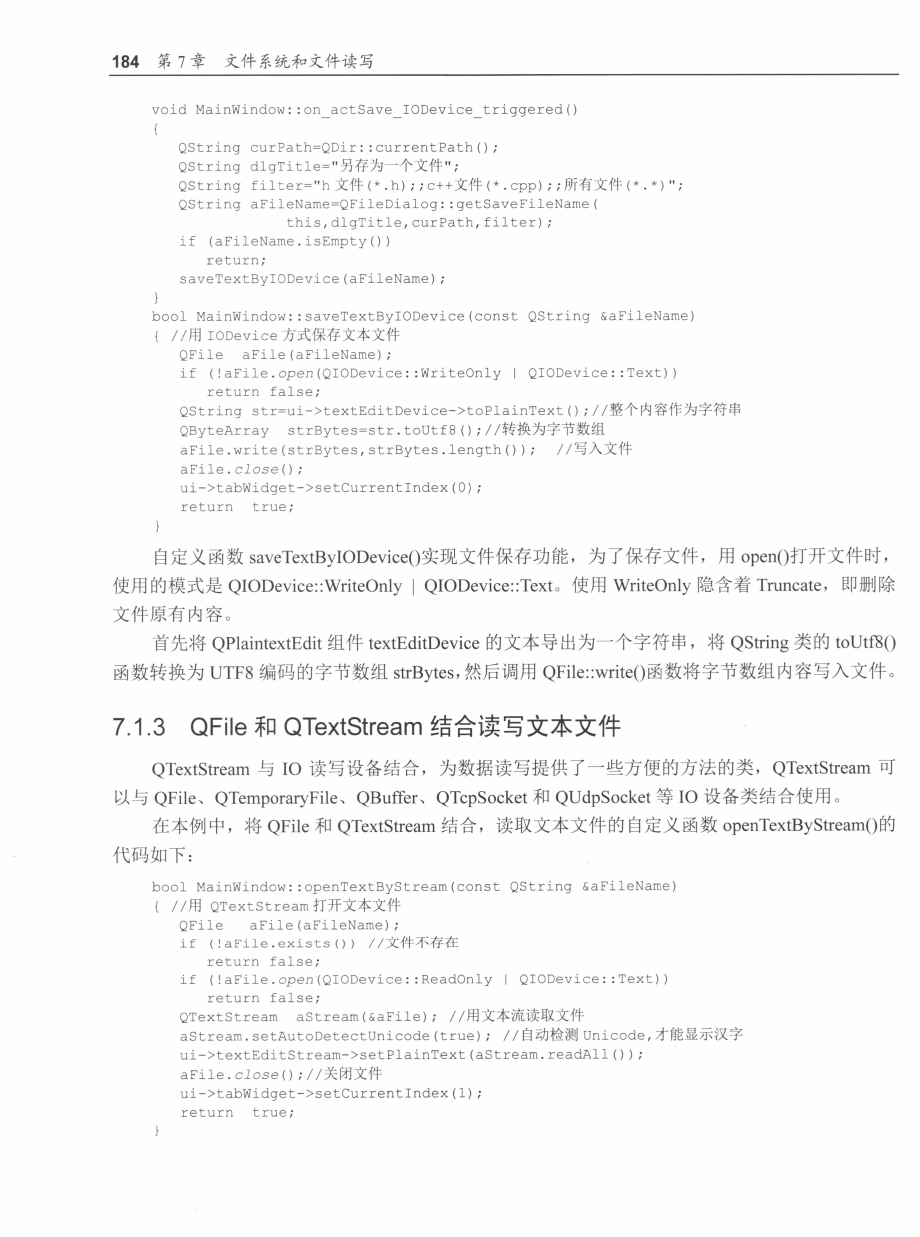 184 第 7 章 文件系统和文件读写
void MainWindow::on_actSave_IODevice_triggered()
{
QString curPath=QDir::currentPath();
QString dlgTitle="另存为一个文件";
QString filter="h 文件(*.h);;c++文件(*.cpp);;所有文件(*.*)";
QString aFileName=QFileDialog::getSaveFileName(
this,dlgTitle,curPath,filter);
if (aFileName.isEmpty())
return;
saveTextByIODevice(aFileName);
}
bool MainWindow::saveTextByIODevice(const QString &aFileName)
{ //用 IODevice 方式保存文本文件
QFile aFile(aFileName);
if (!aFile.open(QIODevice::WriteOnly | QIODevice::Text))
return false;
QString str=ui->textEditDevice->toPlainText();//整个内容作为字符串
QByteArray strBytes=str.toUtf8();//转换为字节数组
aFile.write(strBytes,strBytes.length()); //写入文件
aFile.close();
ui->tabWidget->setCurrentIndex(0);
return true;
}
自定义函数 saveTextByIODevice()实现文件保存功能，为了保存文件，用 open()打开文件时，
使用的模式是 QIODevice::WriteOnly | QIODevice::Text。使用 WriteOnly 隐含着 Truncate，即删除
文件原有内容。
首先将 QPlaintextEdit 组件 textEditDevice 的文本导出为一个字符串，将 QString 类的 toUtf8()
函数转换为 UTF8 编码的字节数组 strBytes，然后调用 QFile::write()函数将字节数组内容写入文件。
7.1.3 QFile 和 QTextStream 结合读写文本文件
QTextStream 与 IO 读写设备结合，为数据读写提供了一些方便的方法的类，QTextStream 可
以与 QFile、QTemporaryFile、QBuffer、QTcpSocket 和 QUdpSocket 等 IO 设备类结合使用。
在本例中，将 QFile 和 QTextStream 结合，读取文本文件的自定义函数 openTextByStream()的
代码如下：
bool MainWindow::openTextByStream(const QString &aFileName)
{ //用 QTextStream 打开文本文件
QFile aFile(aFileName);
if (!aFile.exists()) //文件不存在
return false;
if (!aFile.open(QIODevice::ReadOnly | QIODevice::Text))
return false;
QTextStream aStream(&aFile); //用文本流读取文件
aStream.setAutoDetectUnicode(true); //自动检测 Unicode,才能显示汉字
ui->textEditStream->setPlainText(aStream.readAll());
aFile.close();//关闭文件
ui->tabWidget->setCurrentIndex(1);
return true;
}